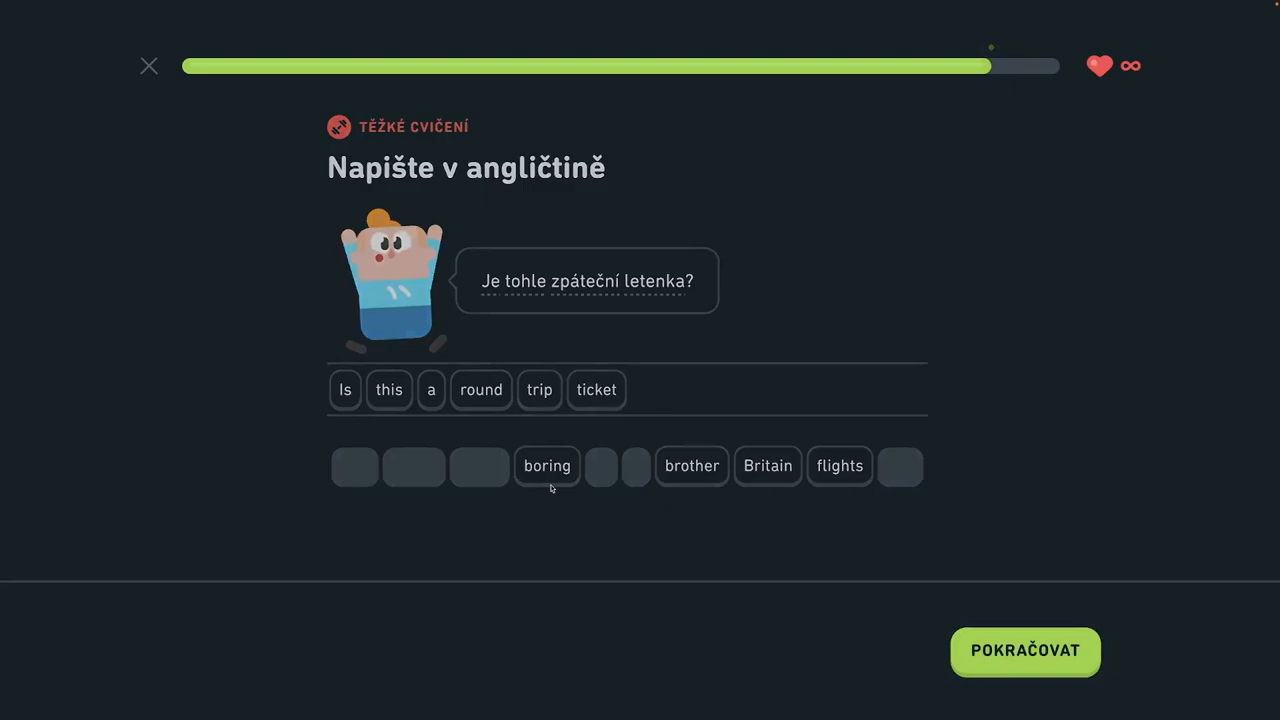 TĚŽKÉ CVIČENÍ
Napište v angličtině
Je tohle zpáteční letenka?
Is this a round trip ticket
boring brother Britain flights
POKRAČOVAT